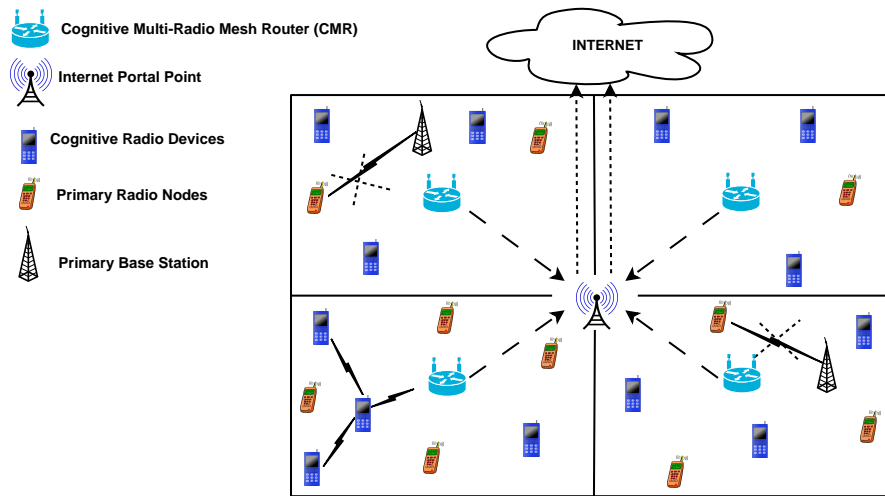 Cognitive Multi-Radio Mesh Router (CMR)
INTERNET
Internet Portal Point
Cognitive Radio Devices
Primary Radio Nodes
Primary Base Station